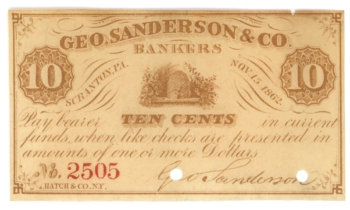 GEO. SANDERSON & CO.
BANKERS
10 SCRANTON, PA. NOV. 15 1862. 10
Pay bearer TEN CENTS in current
funds, when like checks are presented in
amounts of one or more Dollars
No. 2505 Geo Sanderson
HATCH & CO. N.Y.